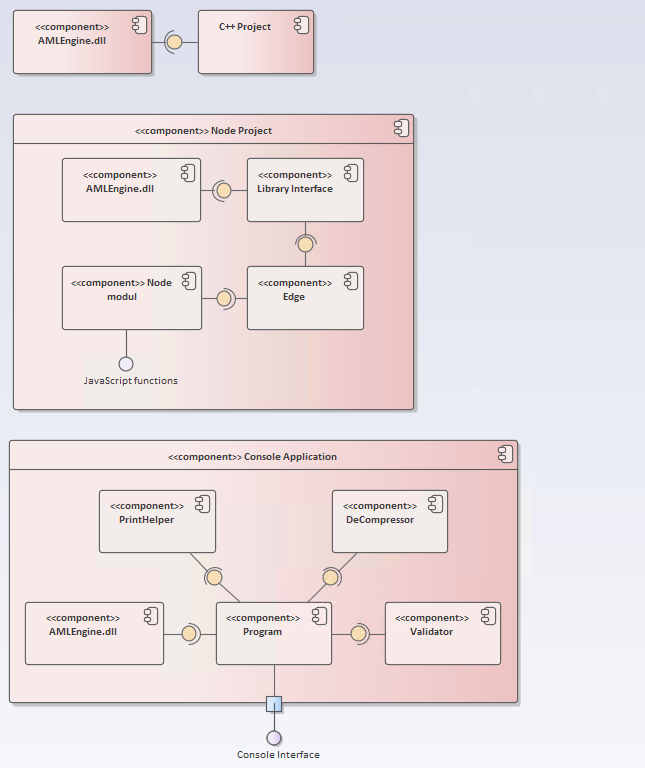 <<component>>
AMLEngine.dll
C++ Project
<<component>> Node Project
<<component>>
AMLEngine.dll
<<component>>
Library Interface
<<component>> Node
modul
<<component>>
Edge
JavaScript functions
<<component>> Console Application
<<component>>
PrintHelper
<<component>>
DeCompressor
<<component>>
AMLEngine.dll
<<component>>
Program
<<component>>
Validator
Console Interface